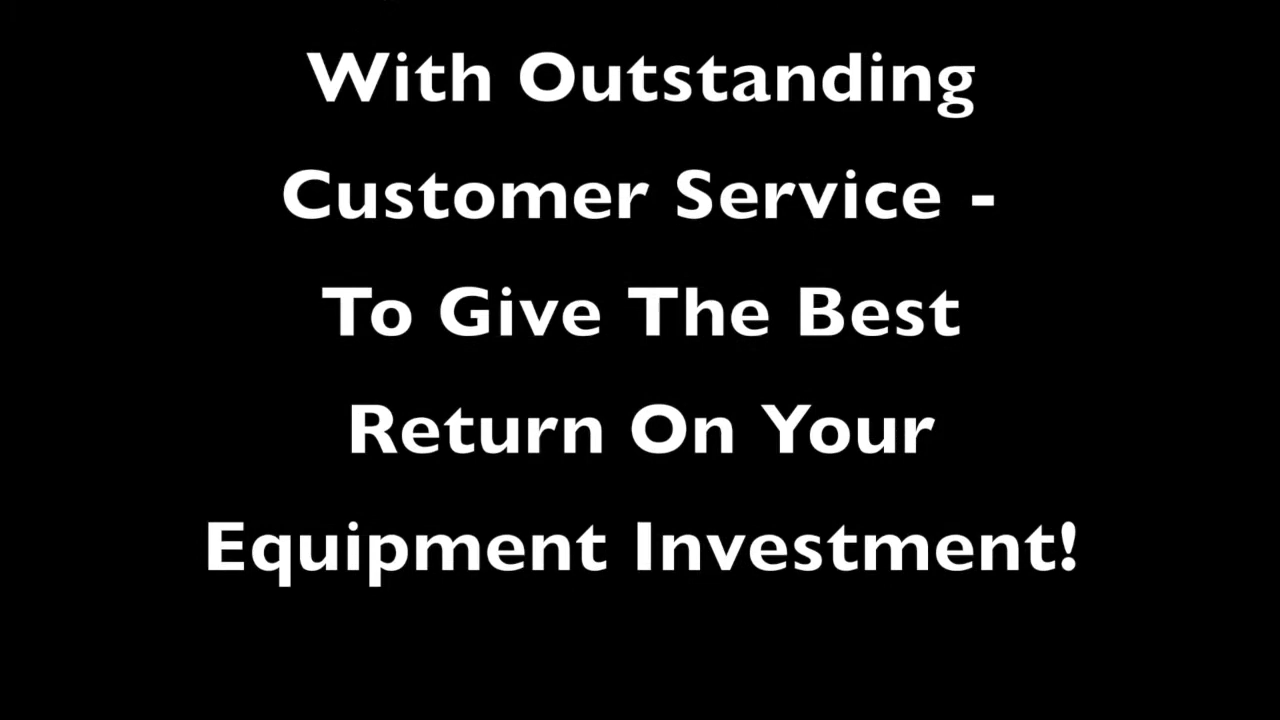 With Outstanding
Customer Service -
To Give The Best
Return On Your
Equipment Investment!